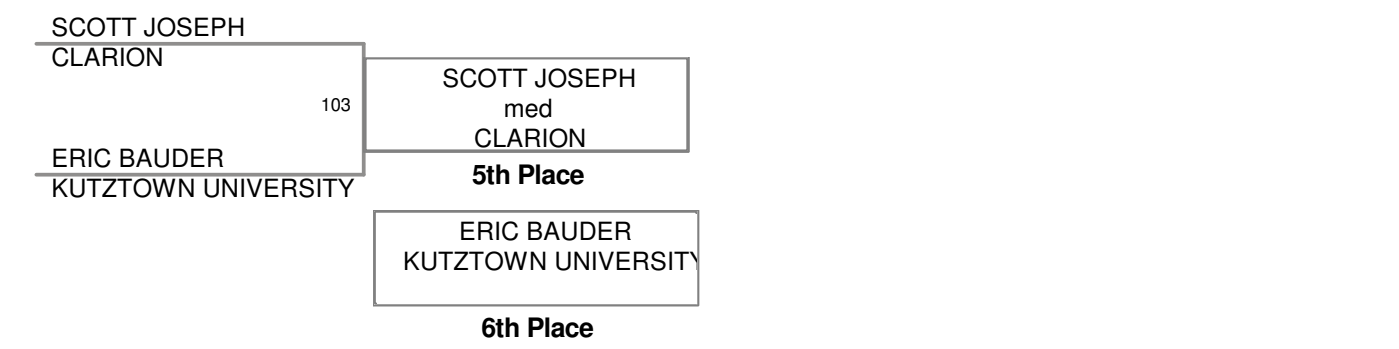 SCOTT JOSEPH
CLARION
103
ERIC BAUDER
KUTZTOWN UNIVERSITY
SCOTT JOSEPH
med
CLARION
5th Place
ERIC BAUDER
KUTZTOWN UNIVERSITY
6th Place